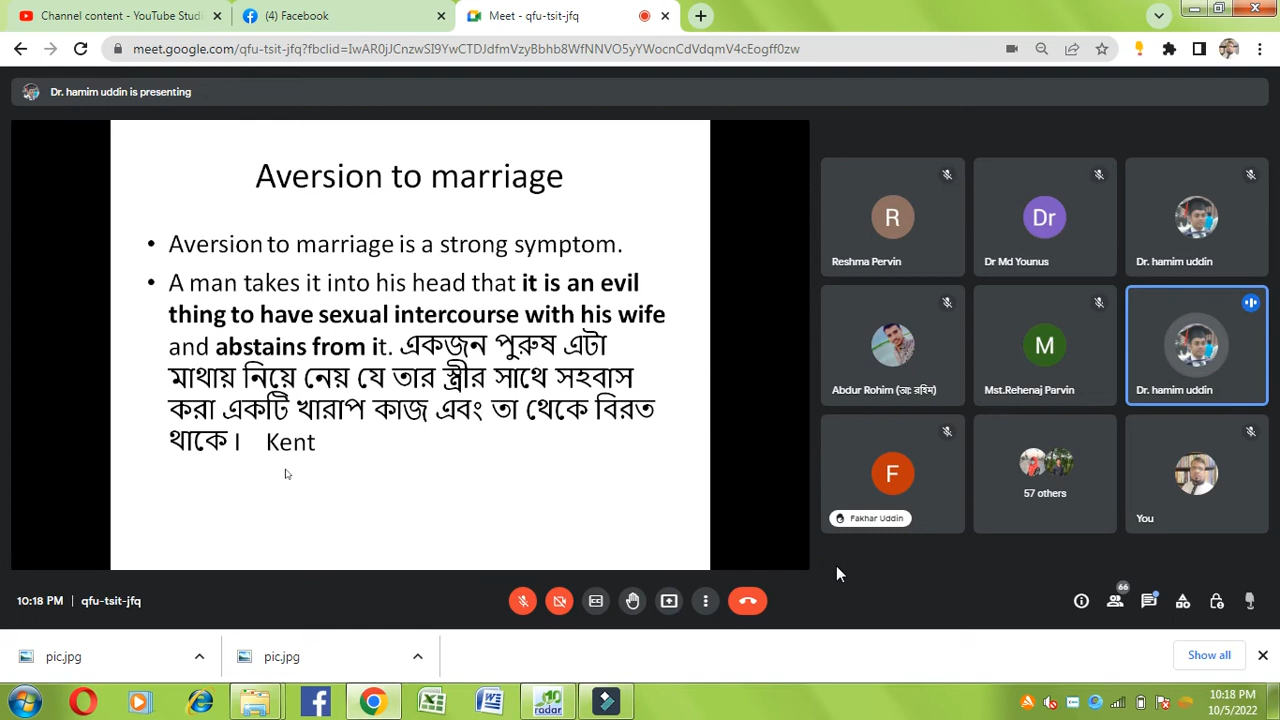 Channel content - YouTube Studi
(4) Facebook
Meet - qfu-tsit-jfq
meet.google.com/qfu-tsit-jfq?fbclid=IwAR0jJCnzwSISYwCTDJdfmVzyBbhb8WfNNVO5yYWocnCdVdqmV4cEogff0zw
Dr. hamim uddin is presenting
Aversion to marriage
• Aversion to marriage is a strong symptom.
• A man takes it into his head that it is an evil
thing to have sexual intercourse with his wife
and abstains from it. একজন পুরুষ এটা
মাথায় নিয়ে নেয় যে তার স্ত্রীর সাথে সহবাস
করা একটি খারাপ কাজ এবং তা থেকে বিরত
থাকে। Kent
R
Reshma Pervin
Dr
Dr Md Younus
Dr. hamim uddin
Abdur Rohim (ডা: রহিম)
M
Mst.Rehenaj Parvin
Dr. hamim uddin
F
Fakhar Uddin
57 others
You
10:18 PM | qfu-tsit-jfq
66
pic.jpg
pic.jpg
Show all
10
radar
10:18 PM
10/5/2022